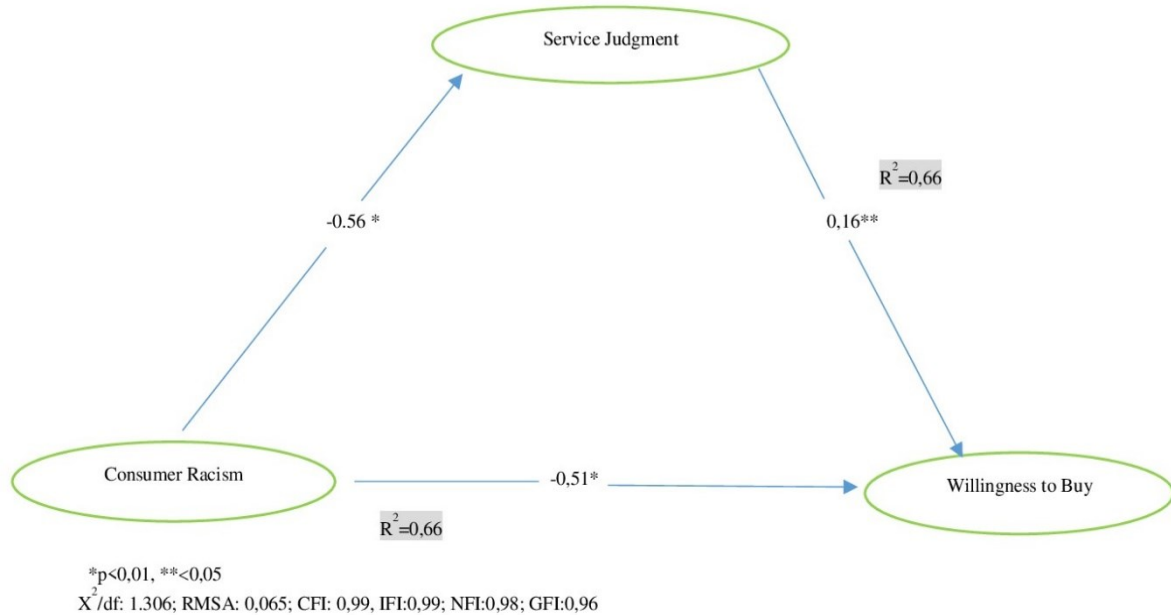 Service Judgment
R²=0,66
-0.56 *
0,16**
Consumer Racism
-0,51*
Willingness to Buy
R²=0,66
*p<0,01, **<0,05
X²/df: 1.306; RMSA: 0,065; CFI: 0,99, IFI:0,99; NFI:0,98; GFI:0,96